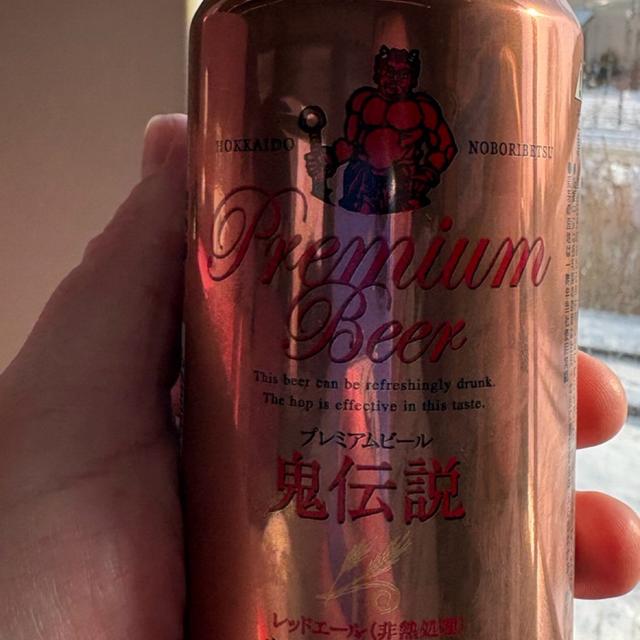 HOKKAIDO NOBORIBETSU
Premium
Beer
This beer can be refreshingly drunk.
The hop is effective in this taste.
プレミアムビール
鬼伝説
レッドエール(非熱処理)